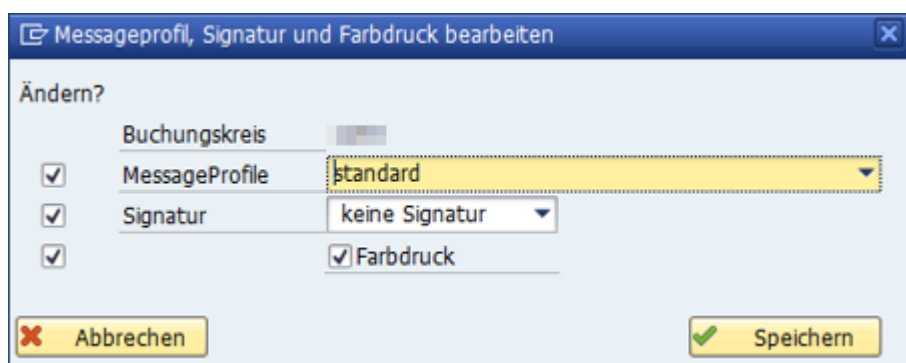 Messageprofil, Signatur und Farbdruck bearbeiten
Ändern?
Buchungskreis
MessageProfile standard
Signatur keine Signatur
Farbdruck
Abbrechen Speichern